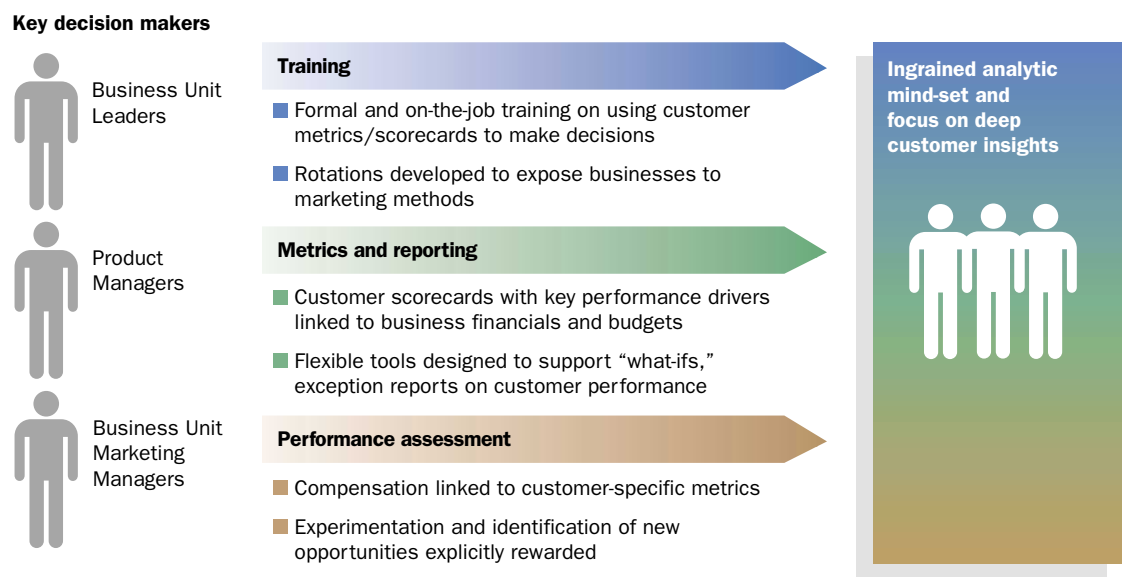 Key decision makers
Business Unit
Leaders
Product
Managers
Business Unit
Marketing
Managers
Training
Formal and on-the-job training on using customer
metrics/scorecards to make decisions
Rotations developed to expose businesses to
marketing methods
Metrics and reporting
Customer scorecards with key performance drivers
linked to business financials and budgets
Flexible tools designed to support “what-ifs,”
exception reports on customer performance
Performance assessment
Compensation linked to customer-specific metrics
Experimentation and identification of new
opportunities explicitly rewarded
Ingrained analytic
mind-set and
focus on deep
customer insights